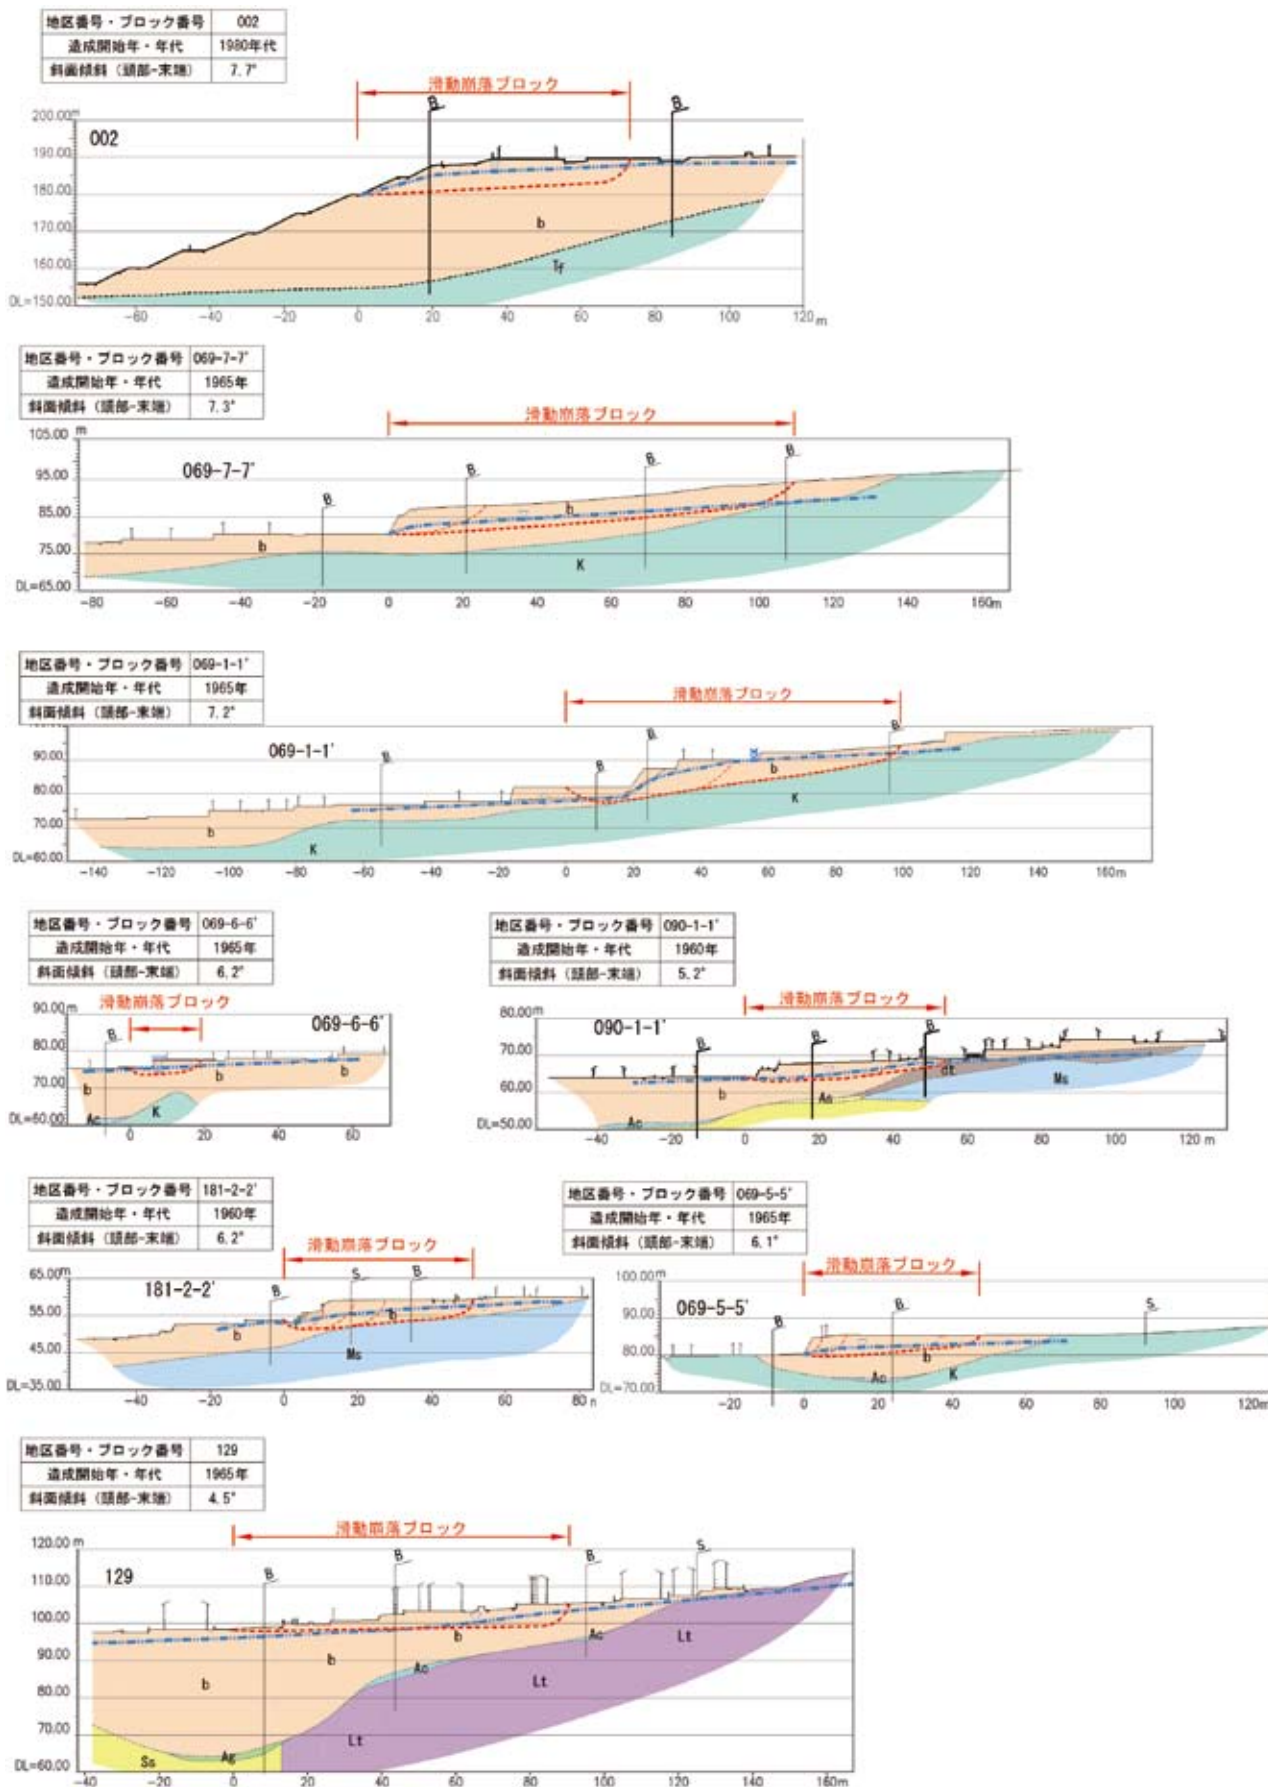 地区番号・ブロック番号 002
造成開始年・年代 1980年代
斜面傾斜（頭部-末端） 7.7°
滑動崩落ブロック
200.00m
002
B
B
190.00
180.00
170.00
b
160.00
Tf
DL=150.00
-60 -40 -20 0 20 40 60 80 100 120 m
地区番号・ブロック番号 069-7-7'
造成開始年・年代 1965年
斜面傾斜（頭部-末端） 7.3°
滑動崩落ブロック
105.00 m
069-7-7'
B B B B
95.00
85.00
b
75.00
b
K
DL=65.00
-80 -60 -40 -20 0 20 40 60 80 100 120 140 160m
地区番号・ブロック番号 069-1-1'
造成開始年・年代 1965年
斜面傾斜（頭部-末端） 7.2°
滑動崩落ブロック
069-1-1'
B B B B
90.00
80.00
b
K
70.00
b
K
DL=60.00
-140 -120 -100 -80 -60 -40 -20 0 20 40 60 80 100 120 140 160m
地区番号・ブロック番号 069-6-6'
造成開始年・年代 1965年
斜面傾斜（頭部-末端） 6.2°
滑動崩落ブロック
90.00m
069-6-6'
B
80.00
70.00
b b b
Ac K
DL=60.00
-20 0 20 40 60
地区番号・ブロック番号 090-1-1'
造成開始年・年代 1960年
斜面傾斜（頭部-末端） 5.2°
滑動崩落ブロック
80.00m
090-1-1'
B B B
70.00
dt
Ms
60.00
b
As
Ac
DL=50.00
-40 -20 0 20 40 60 80 100 120 m
地区番号・ブロック番号 181-2-2'
造成開始年・年代 1960年
斜面傾斜（頭部-末端） 6.2°
滑動崩落ブロック
65.00m
181-2-2'
B S B
55.00
b b
45.00
Ms
DL=35.00
-40 -20 0 20 40 60 80
地区番号・ブロック番号 069-5-5'
造成開始年・年代 1965年
斜面傾斜（頭部-末端） 6.1°
滑動崩落ブロック
100.00m
069-5-5'
B B S
90.00
80.00
b
Ac K
DL=70.00
-20 0 20 40 60 80 100 120m
地区番号・ブロック番号 129
造成開始年・年代 1965年
斜面傾斜（頭部-末端） 4.5°
滑動崩落ブロック
120.00 m
129
B B B S
110.00
100.00
b Ac Lt
90.00
b Ac
b Lt
80.00
70.00
Lt
Ss Ag
DL=60.00
-40 -20 0 20 40 60 80 100 120 140 160m